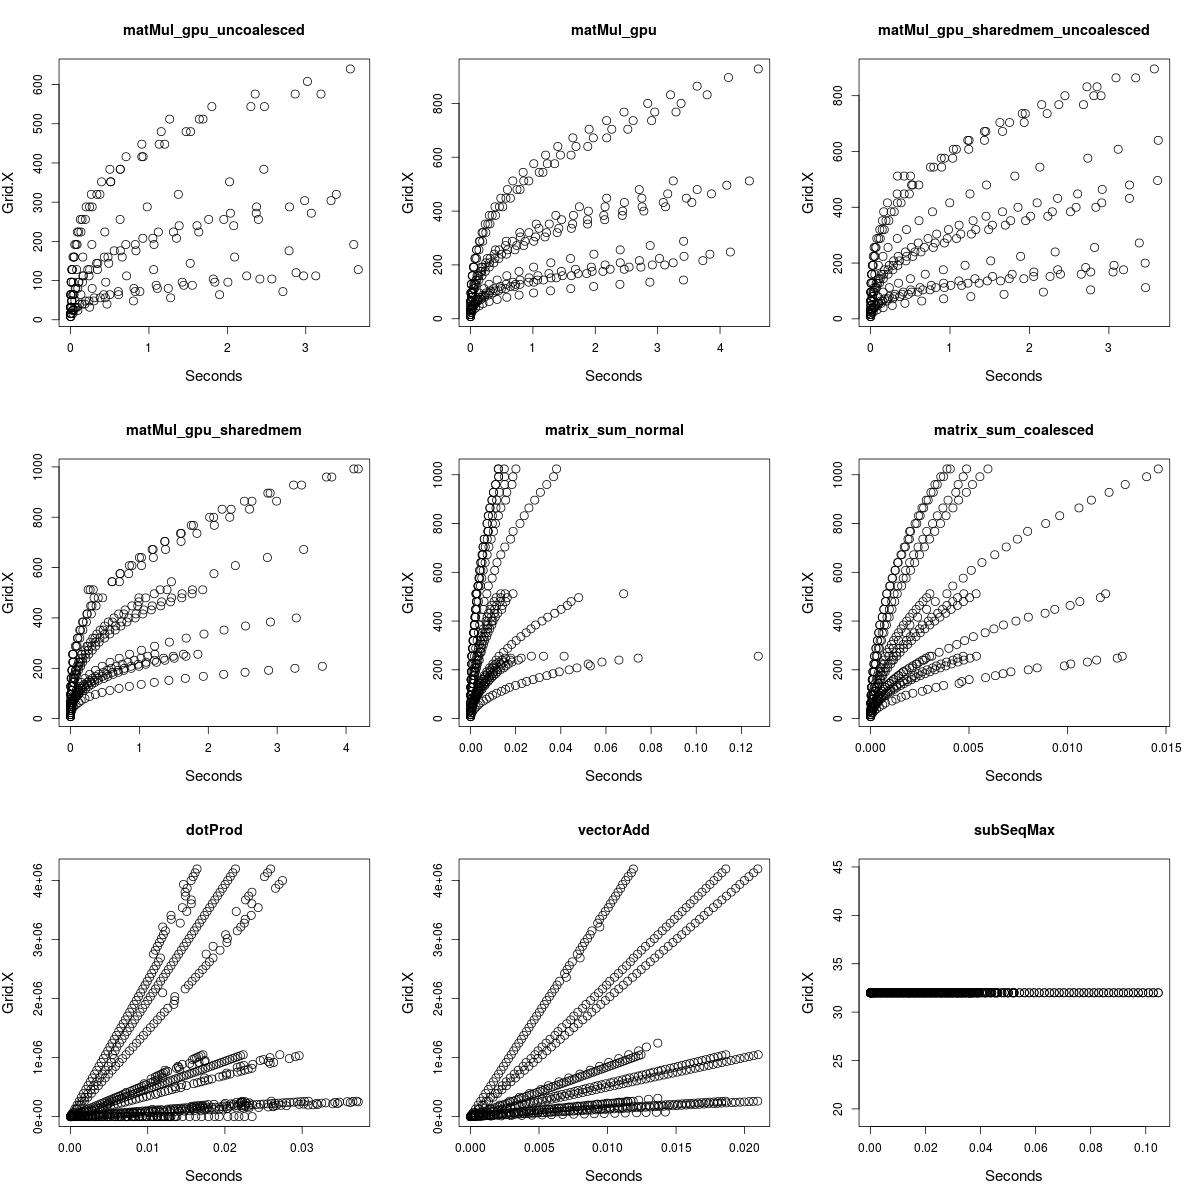 matMul_gpu_uncoalesced
matMul_gpu
matMul_gpu_sharedmem_uncoalesced
Grid.X
0 100 200 300 400 500 600
0 1 2 3
Seconds
Grid.X
0 200 400 600 800
0 1 2 3 4
Seconds
Grid.X
0 200 400 600 800
0 1 2 3
Seconds
matMul_gpu_sharedmem
matrix_sum_normal
matrix_sum_coalesced
Grid.X
0 200 400 600 800 1000
0 1 2 3 4
Seconds
Grid.X
0 200 400 600 800 1000
0.00 0.02 0.04 0.06 0.08 0.10 0.12
Seconds
Grid.X
0 200 400 600 800 1000
0.000 0.005 0.010 0.015
Seconds
dotProd
vectorAdd
subSeqMax
Grid.X
0e+00 1e+06 2e+06 3e+06 4e+06
0.00 0.01 0.02 0.03
Seconds
Grid.X
0e+00 1e+06 2e+06 3e+06 4e+06
0.000 0.005 0.010 0.015 0.020
Seconds
Grid.X
20 25 30 35 40 45
0.00 0.02 0.04 0.06 0.08 0.10
Seconds